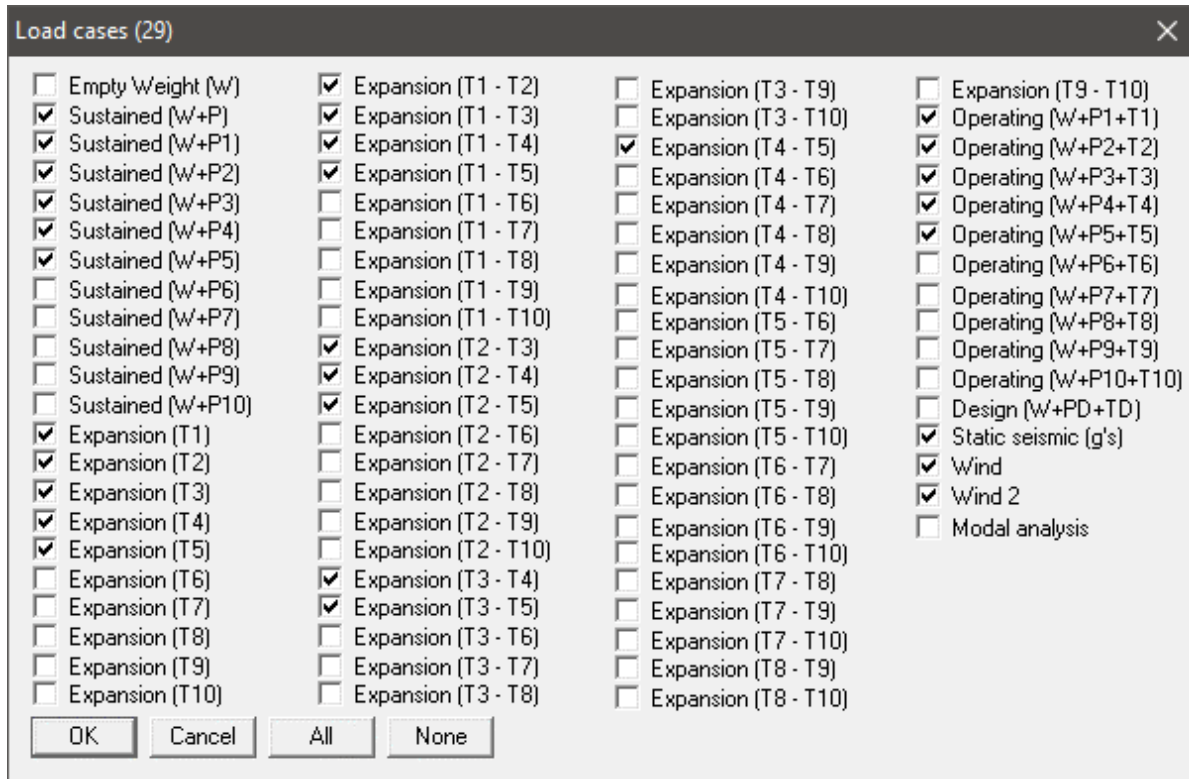 Load cases (29)
Empty Weight (W)
Sustained (W+P)
Sustained (W+P1)
Sustained (W+P2)
Sustained (W+P3)
Sustained (W+P4)
Sustained (W+P5)
Sustained (W+P6)
Sustained (W+P7)
Sustained (W+P8)
Sustained (W+P9)
Sustained (W+P10)
Expansion (T1)
Expansion (T2)
Expansion (T3)
Expansion (T4)
Expansion (T5)
Expansion (T6)
Expansion (T7)
Expansion (T8)
Expansion (T9)
Expansion (T10)
Expansion (T1 - T2)
Expansion (T1 - T3)
Expansion (T1 - T4)
Expansion (T1 - T5)
Expansion (T1 - T6)
Expansion (T1 - T7)
Expansion (T1 - T8)
Expansion (T1 - T9)
Expansion (T1 - T10)
Expansion (T2 - T3)
Expansion (T2 - T4)
Expansion (T2 - T5)
Expansion (T2 - T6)
Expansion (T2 - T7)
Expansion (T2 - T8)
Expansion (T2 - T9)
Expansion (T2 - T10)
Expansion (T3 - T4)
Expansion (T3 - T5)
Expansion (T3 - T6)
Expansion (T3 - T7)
Expansion (T3 - T8)
Expansion (T3 - T9)
Expansion (T3 - T10)
Expansion (T4 - T5)
Expansion (T4 - T6)
Expansion (T4 - T7)
Expansion (T4 - T8)
Expansion (T4 - T9)
Expansion (T4 - T10)
Expansion (T5 - T6)
Expansion (T5 - T7)
Expansion (T5 - T8)
Expansion (T5 - T9)
Expansion (T5 - T10)
Expansion (T6 - T7)
Expansion (T6 - T8)
Expansion (T6 - T9)
Expansion (T6 - T10)
Expansion (T7 - T8)
Expansion (T7 - T9)
Expansion (T7 - T10)
Expansion (T8 - T9)
Expansion (T8 - T10)
Expansion (T9 - T10)
Operating (W+P1+T1)
Operating (W+P2+T2)
Operating (W+P3+T3)
Operating (W+P4+T4)
Operating (W+P5+T5)
Operating (W+P6+T6)
Operating (W+P7+T7)
Operating (W+P8+T8)
Operating (W+P9+T9)
Operating (W+P10+T10)
Design (W+PD+TD)
Static seismic (g's)
Wind
Wind 2
Modal analysis
OK
Cancel
All
None